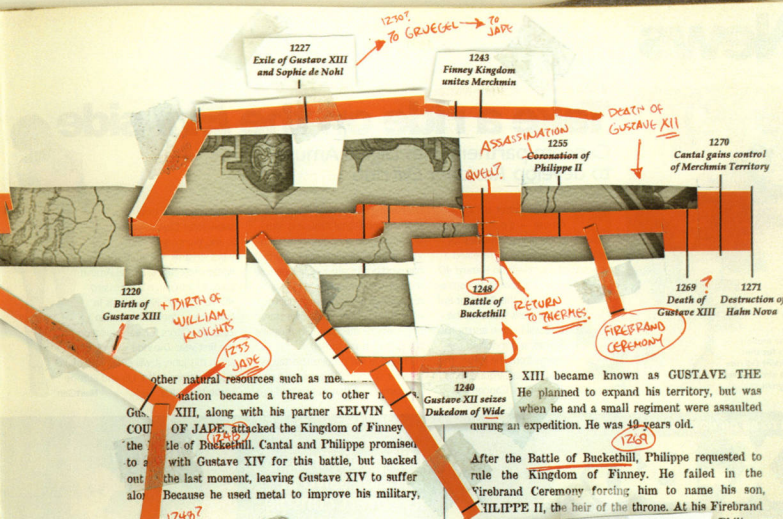 1230?
TO GRUEGEL → TO
JADE
1227
Exile of Gustave XIII
and Sophie de Nohl
1243
Finney Kingdom
unites Merchmin
DEATH OF
GUSTAVE XII
ASSASSINATION
QUELL?
1255
Coronation of
Philippe II
1270
Cantal gains control
of Merchmin Territory
1220
Birth of
Gustave XIII
+ BIRTH OF
WILLIAM
KNIGHTS
1233
JADE
1248
Battle of
Buckethill
RETURN
TO THERMES.
FIREBRAND
CEREMONY
1269 ?
Death of
Gustave XIII
1271
Destruction of
Hahn Nova
1240
Gustave XII seizes
Dukedom of Wide
other natural resources such as
nation became a threat to other
XIII, along with his partner KELVIN
OF JADE, attacked the Kingdom of Finney
1248
the of Buckethill. Cantal and Philippe promised
to with Gustave XIV for this battle, but backed
out the last moment, leaving Gustave XIV to suffer
Because he used metal to improve his military,
1248?
XIII became known as GUSTAVE THE
He planned to expand his territory, but was
when he and a small regiment were assaulted
during an expedition. He was 49 years old.
1269
After the Battle of Buckethill, Philippe requested to
rule the Kingdom of Finney. He failed in the
Firebrand Ceremony forcing him to name his son,
PHILIPPE II, the heir of the throne. At his Firebrand